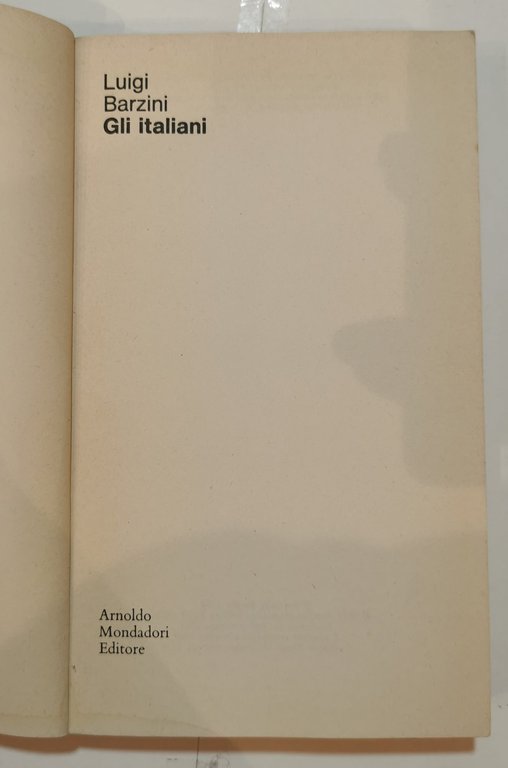 Luigi
Barzini
Gli italiani
Arnoldo
Mondadori
Editore